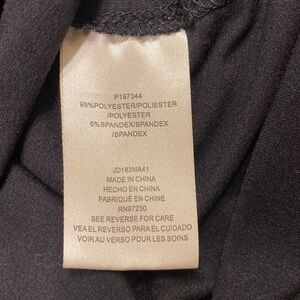 P197344
95%POLYESTER/POLIESTER
/POLYESTER
5%SPANDEX/SPANDEX
/SPANDEX
JD183MA41
MADE IN CHINA
HECHO EN CHINA
FABRIQUÉ EN CHINE
RN97230
SEE REVERSE FOR CARE
VEA EL REVERSO PARA EL CUIDADO
VOIR AU VERSO POUR LES SOINS